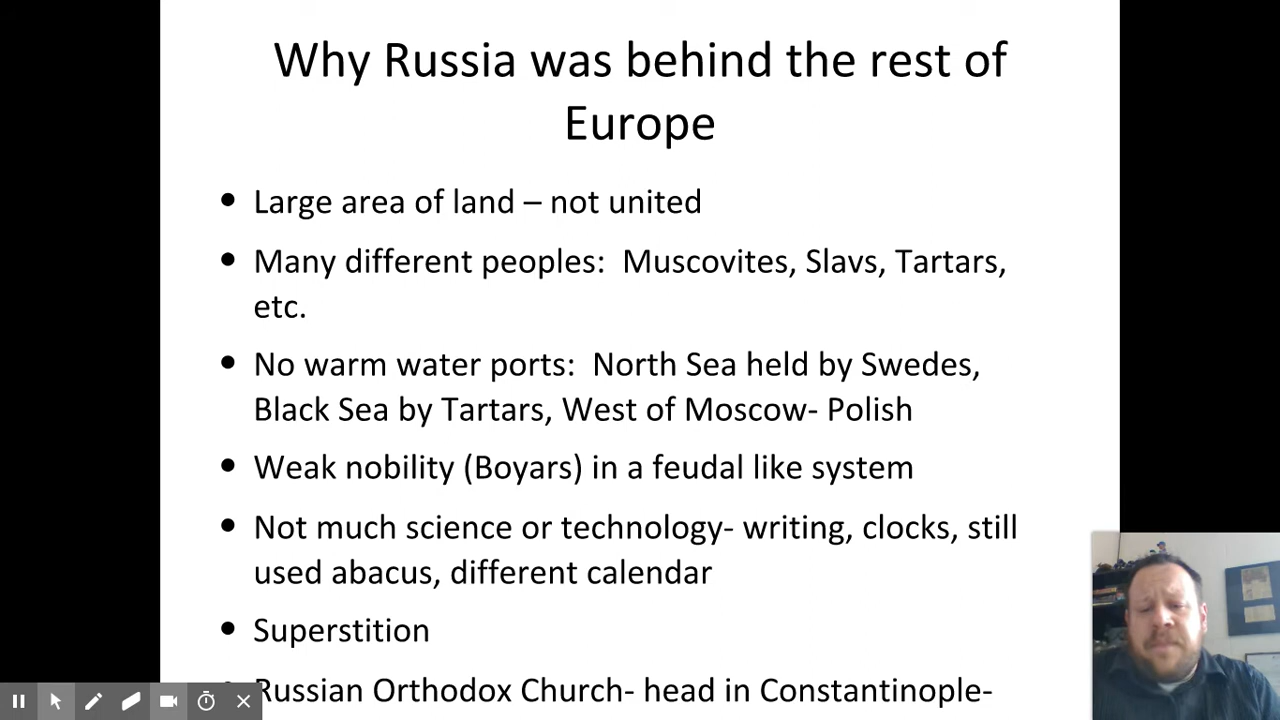 Why Russia was behind the rest of
Europe
• Large area of land – not united
• Many different peoples:  Muscovites, Slavs, Tartars,
etc.
• No warm water ports:  North Sea held by Swedes,
Black Sea by Tartars, West of Moscow- Polish
• Weak nobility (Boyars) in a feudal like system
• Not much science or technology- writing, clocks, still
used abacus, different calendar
• Superstition
• Russian Orthodox Church- head in Constantinople-